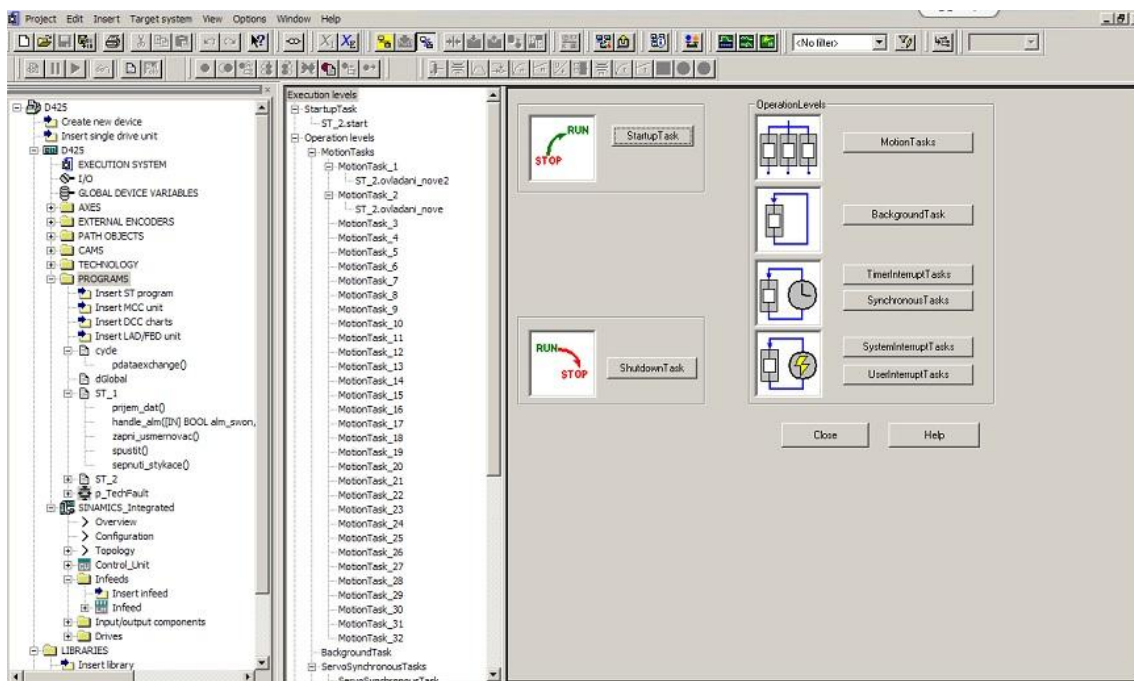 Project Edit Insert Target system View Options Window Help
<No filter>
D425
Create new device
Insert single drive unit
D425
EXECUTION SYSTEM
I/O
GLOBAL DEVICE VARIABLES
AXES
EXTERNAL ENCODERS
PATH OBJECTS
CAMS
TECHNOLOGY
PROGRAMS
Insert ST program
Insert MCC unit
Insert DCC charts
Insert LAD/FBD unit
cycle
pdataexchange()
dGlobal
ST_1
prijem_dat()
handle_alm([IN] BOOL alm_swon,
zapni_usmernovac()
spustit()
sepnuti_stykace()
ST_2
p_TechFault
SINAMICS_Integrated
Overview
Configuration
Topology
Control_Unit
Infeeds
Insert infeed
Infeed
Input/output components
Drives
LIBRARIES
Insert library
Execution levels
StartupTask
ST_2.start
Operation levels
MotionTasks
MotionTask_1
ST_2.ovladani_nove2
MotionTask_2
ST_2.ovladani_nove
MotionTask_3
MotionTask_4
MotionTask_5
MotionTask_6
MotionTask_7
MotionTask_8
MotionTask_9
MotionTask_10
MotionTask_11
MotionTask_12
MotionTask_13
MotionTask_14
MotionTask_15
MotionTask_16
MotionTask_17
MotionTask_18
MotionTask_19
MotionTask_20
MotionTask_21
MotionTask_22
MotionTask_23
MotionTask_24
MotionTask_25
MotionTask_26
MotionTask_27
MotionTask_28
MotionTask_29
MotionTask_30
MotionTask_31
MotionTask_32
BackgroundTask
ServoSynchronousTasks
ServoSynchronousTask
RUN
STOP
StartupTask
RUN
STOP
ShutdownTask
OperationLevels
MotionTasks
BackgroundTask
TimerInterruptTasks
SynchronousTasks
SystemInterruptTasks
UserInterruptTasks
Close
Help